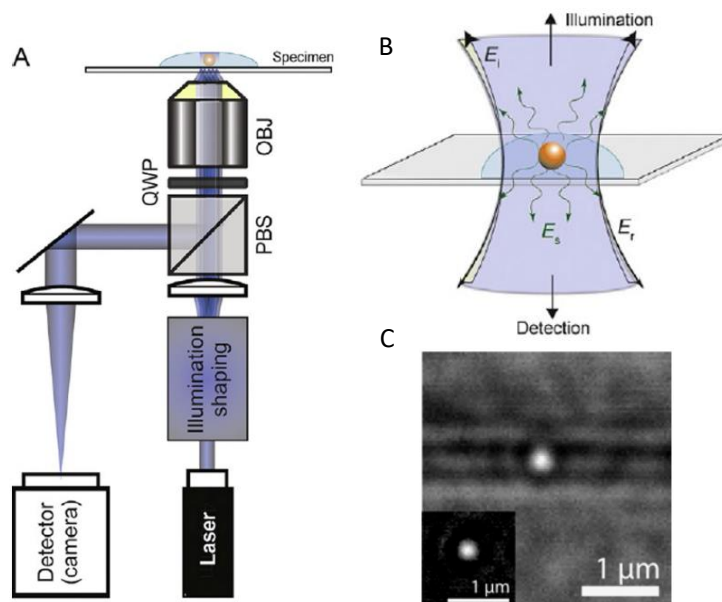 A
Specimen
OBJ
QWP
PBS
Illumination
shaping
Detector
(camera)
Laser
B
Illumination
Ei
Es
Er
Detection
C
1 μm
1 μm